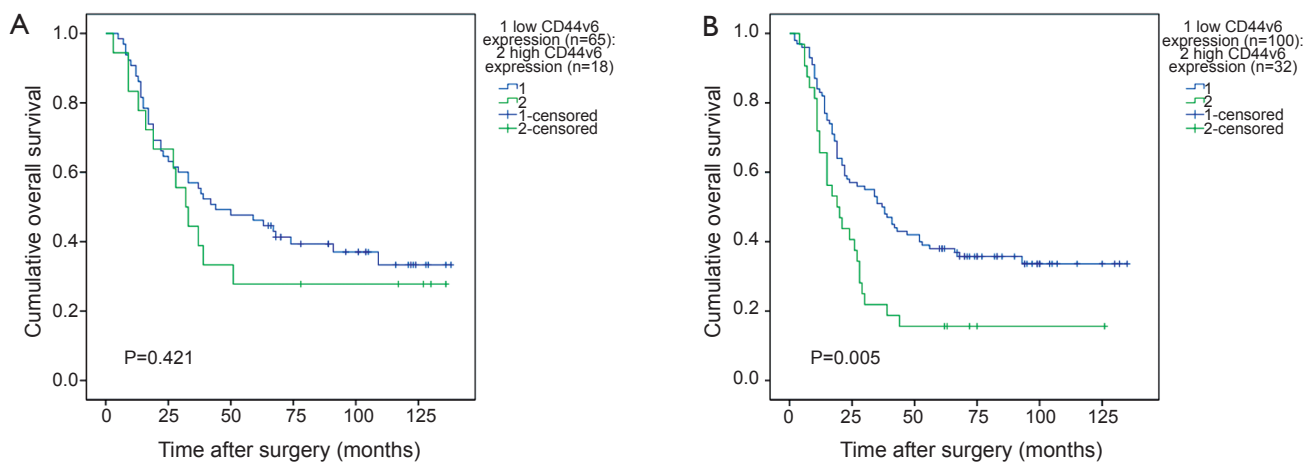 A
1 low CD44v6
expression (n=65):
2 high CD44v6
expression (n=18)
1
2
1-censored
2-censored
Cumulative overall survival
1.0
0.8
0.6
0.4
0.2
0.0
P=0.421
0 25 50 75 100 125
Time after surgery (months)
B
1 low CD44v6
expression (n=100):
2 high CD44v6
expression (n=32)
1
2
1-censored
2-censored
Cumulative overall survival
1.0
0.8
0.6
0.4
0.2
0.0
P=0.005
0 25 50 75 100 125
Time after surgery (months)